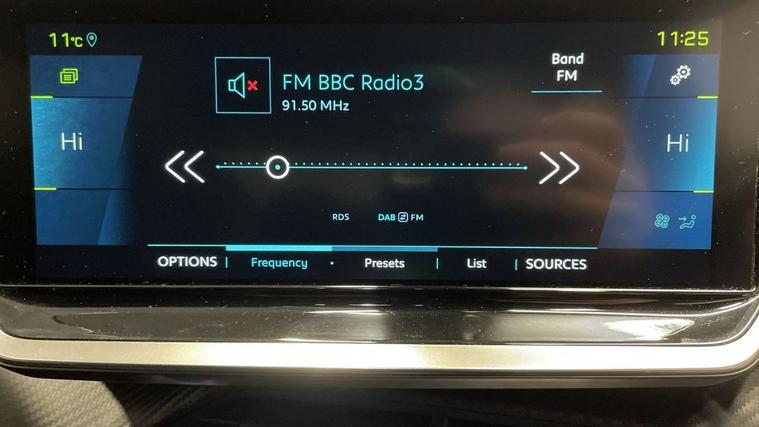 11°C
11:25
FM BBC Radio3
91.50 MHz
Band
FM
Hi
Hi
RDS
DAB FM
OPTIONS Frequency Presets List SOURCES